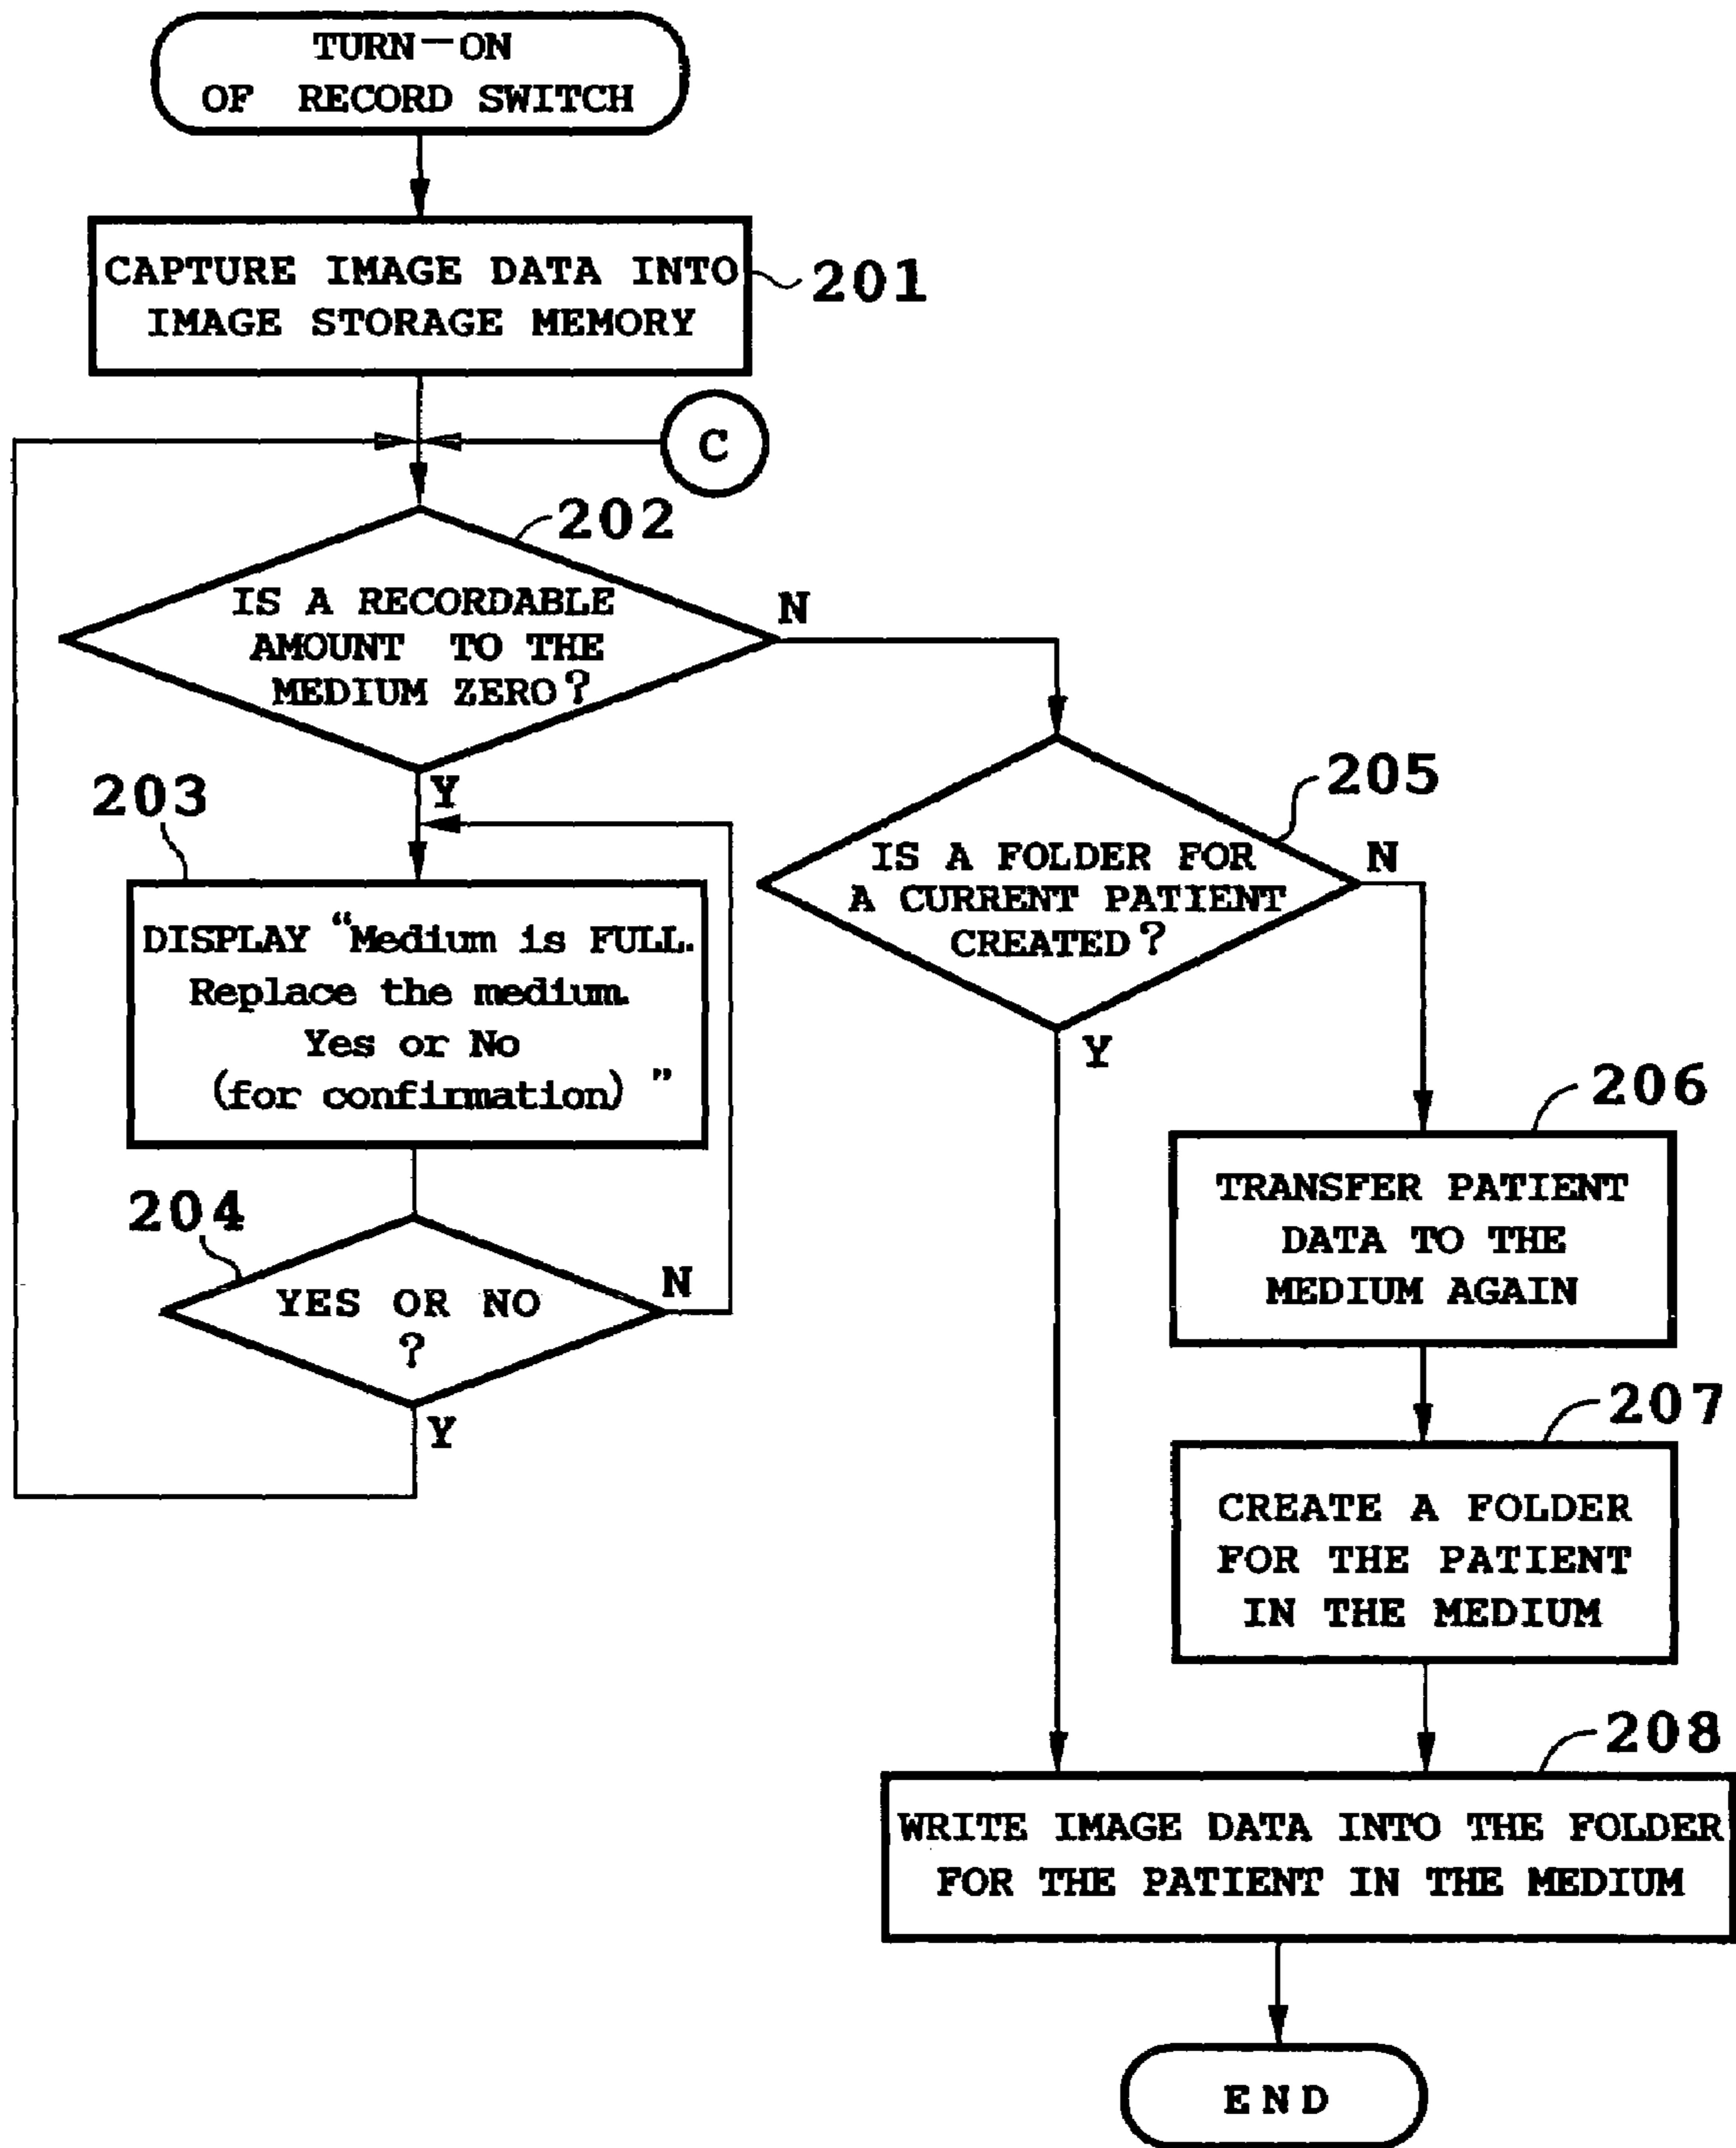 TURN-ON
OF RECORD SWITCH
CAPTURE IMAGE DATA INTO
IMAGE STORAGE MEMORY
201
C
202
IS A RECORDABLE
AMOUNT TO THE
MEDIUM ZERO?
N
Y
203
DISPLAY “Medium is FULL.
Replace the medium.
Yes or No
(for confirmation)”
204
YES OR NO
?
N
Y
205
IS A FOLDER FOR
A CURRENT PATIENT
CREATED?
N
Y
206
TRANSFER PATIENT
DATA TO THE
MEDIUM AGAIN
207
CREATE A FOLDER
FOR THE PATIENT
IN THE MEDIUM
208
WRITE IMAGE DATA INTO THE FOLDER
FOR THE PATIENT IN THE MEDIUM
END